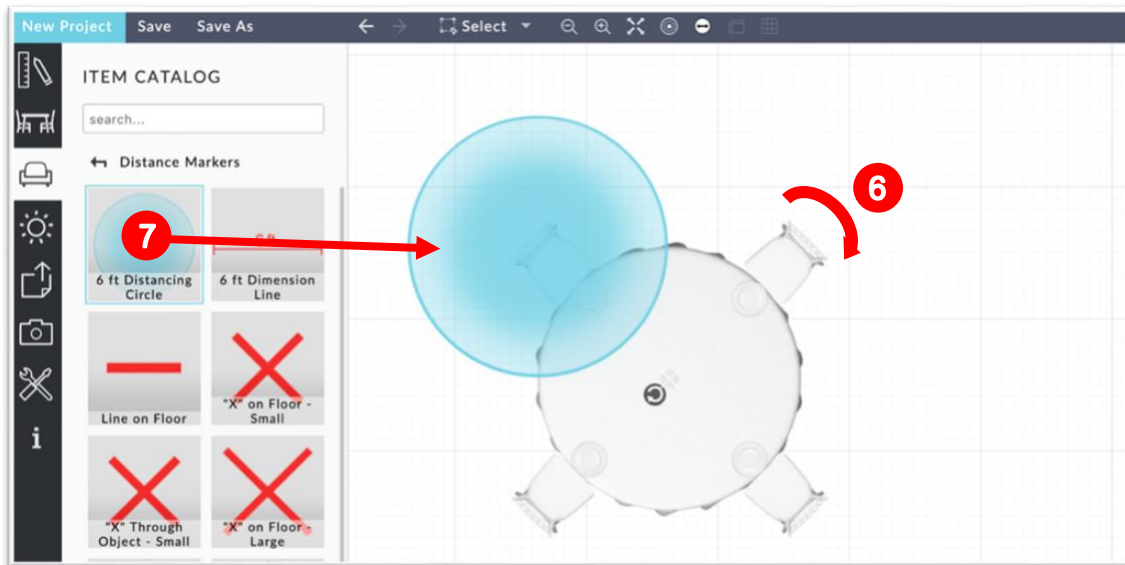 New Project Save Save As Select
ITEM CATALOG
search...
Distance Markers
7
6
6 ft Distancing
Circle
6 ft Dimension
Line
Line on Floor
"X" on Floor -
Small
"X" Through
Object - Small
"X" on Floor -
Large
i